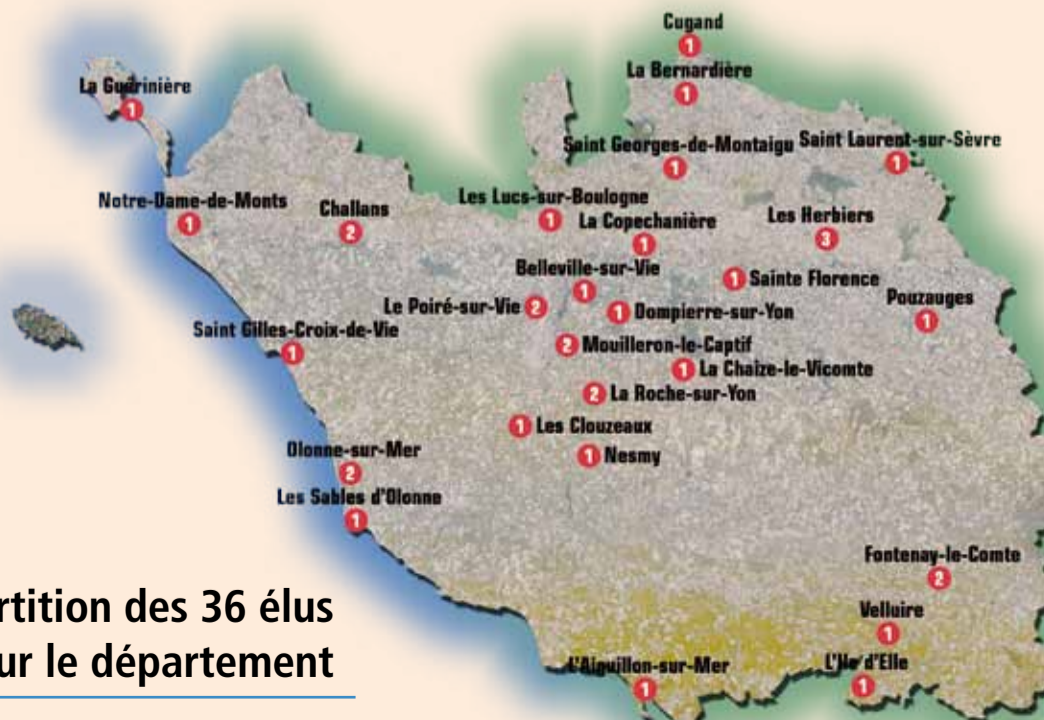 Cugand
1
La Bernardière
1
La Guérinière
1
Saint Georges-de-Montaigu
1
Saint Laurent-sur-Sèvre
1
Notre-Dame-de-Monts
1
Challans
2
Les Lucs-sur-Boulogne
1
La Copechanière
1
Les Herbiers
3
Belleville-sur-Vie
1
1 Sainte Florence
Le Poiré-sur-Vie 2
1 Dompierre-sur-Yon
Pouzauges
1
Saint Gilles-Croix-de-Vie
1
2 Mouilleron-le-Captif
1 La Chaize-le-Vicomte
2 La Roche-sur-Yon
1 Les Clouzeaux
1 Nesmy
Olonne-sur-Mer
2
Les Sables d'Olonne
1
Fontenay-le-Comte
2
Velluire
1
L'Aiguillon-sur-Mer
1
L'Ile d'Elle
1
rtition des 36 élus
ur le département